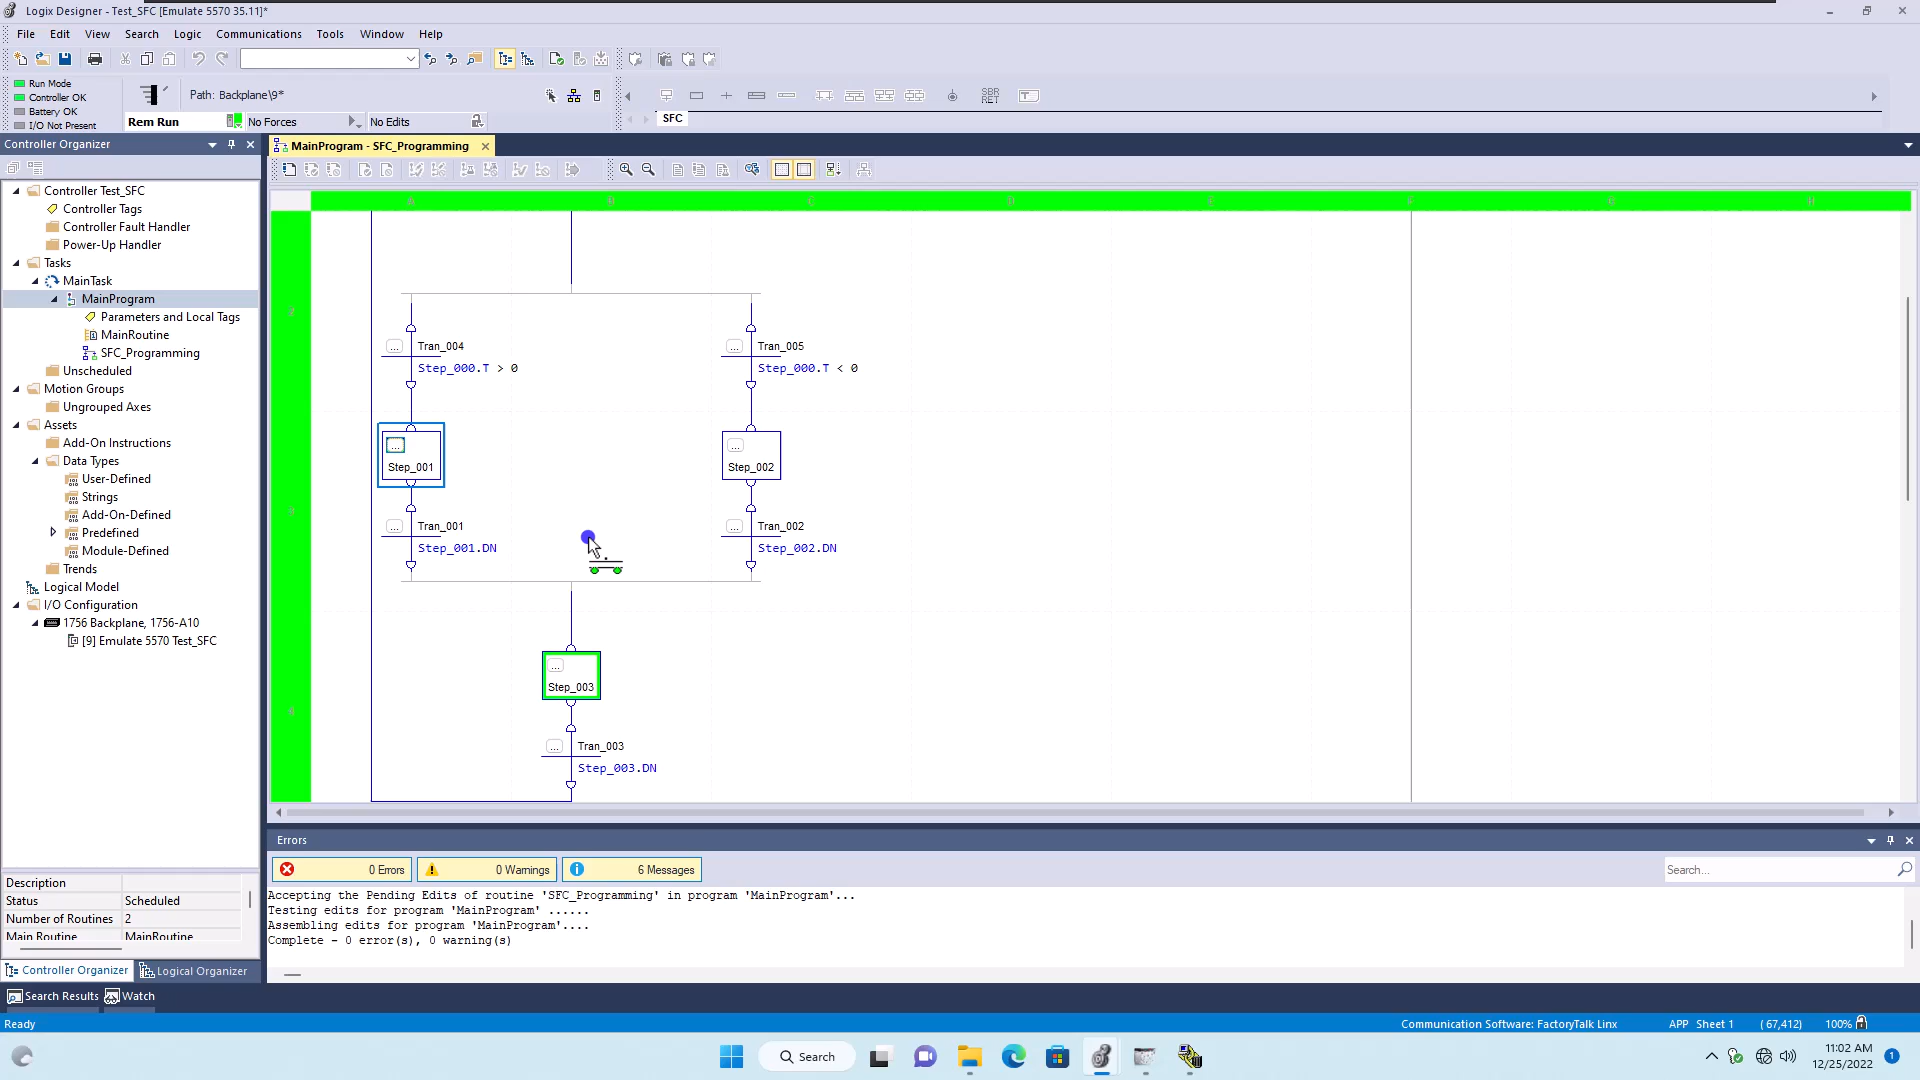 Logix Designer - Test_SFC [Emulate 5570 35.11]*
File Edit View Search Logic Communications Tools Window Help
Run Mode
Controller OK
Battery OK
I/O Not Present
Path: Backplane\9*
Rem Run
No Forces
No Edits
SBR
RET
SFC
Controller Organizer
MainProgram - SFC_Programming
Controller Test_SFC
Controller Tags
Controller Fault Handler
Power-Up Handler
Tasks
MainTask
MainProgram
Parameters and Local Tags
MainRoutine
SFC_Programming
Unscheduled
Motion Groups
Ungrouped Axes
Assets
Add-On Instructions
Data Types
User-Defined
Strings
Add-On-Defined
Predefined
Module-Defined
Trends
Logical Model
I/O Configuration
1756 Backplane, 1756-A10
[9] Emulate 5570 Test_SFC
Description
Status Scheduled
Number of Routines 2
Main Routine MainRoutine
Controller Organizer
Logical Organizer
... Tran_004
Step_000.T > 0
... Tran_005
Step_000.T < 0
...
Step_001
...
Step_002
... Tran_001
Step_001.DN
... Tran_002
Step_002.DN
...
Step_003
... Tran_003
Step_003.DN
Errors
0 Errors
0 Warnings
6 Messages
Search...
Accepting the Pending Edits of routine 'SFC_Programming' in program 'MainProgram'...
Testing edits for program 'MainProgram' ......
Assembling edits for program 'MainProgram'....
Complete - 0 error(s), 0 warning(s)
Search Results
Watch
Ready
Communication Software: FactoryTalk Linx
APP Sheet 1
(67,412)
100%
Search
11:02 AM
12/25/2022
1